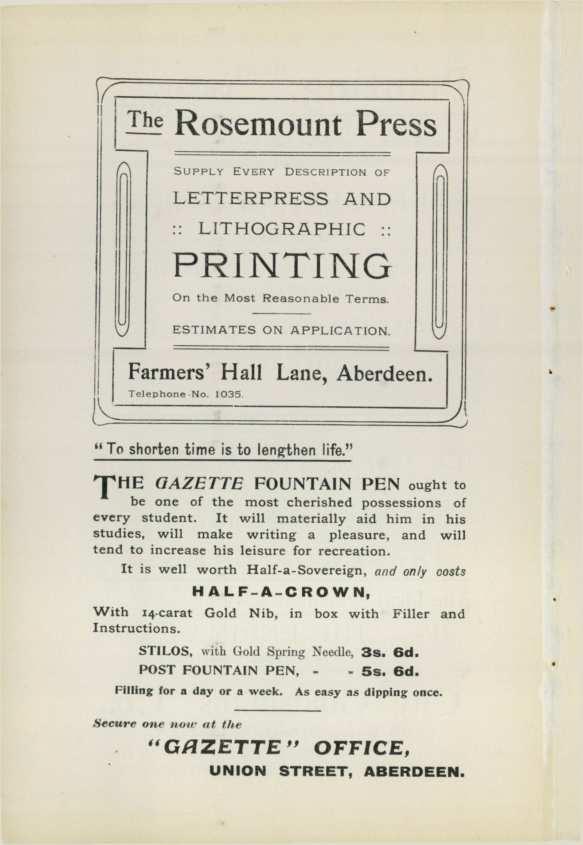 The Rosemount Press
Supply Every Description of
LETTERPRESS AND
:: LITHOGRAPHIC ::
PRINTING
On the Most Reasonable Terms.
ESTIMATES ON APPLICATION.
Farmers' Hall Lane, Aberdeen.
Telephone No. 1035.
"To shorten time is to lengthen life."
THE GAZETTE FOUNTAIN PEN ought to
be one of the most cherished possessions of
every student. It will materially aid him in his
studies, will make writing a pleasure, and will
tend to increase his leisure for recreation.
It is well worth Half-a-Sovereign, and only costs
HALF-A-CROWN,
With 14-carat Gold Nib, in box with Filler and
Instructions.
STILOS, with Gold Spring Needle, 3s. 6d.
POST FOUNTAIN PEN, - - 5s. 6d.
Filling for a day or a week. As easy as dipping once.
Secure one now at the
"GAZETTE" OFFICE,
UNION STREET, ABERDEEN.